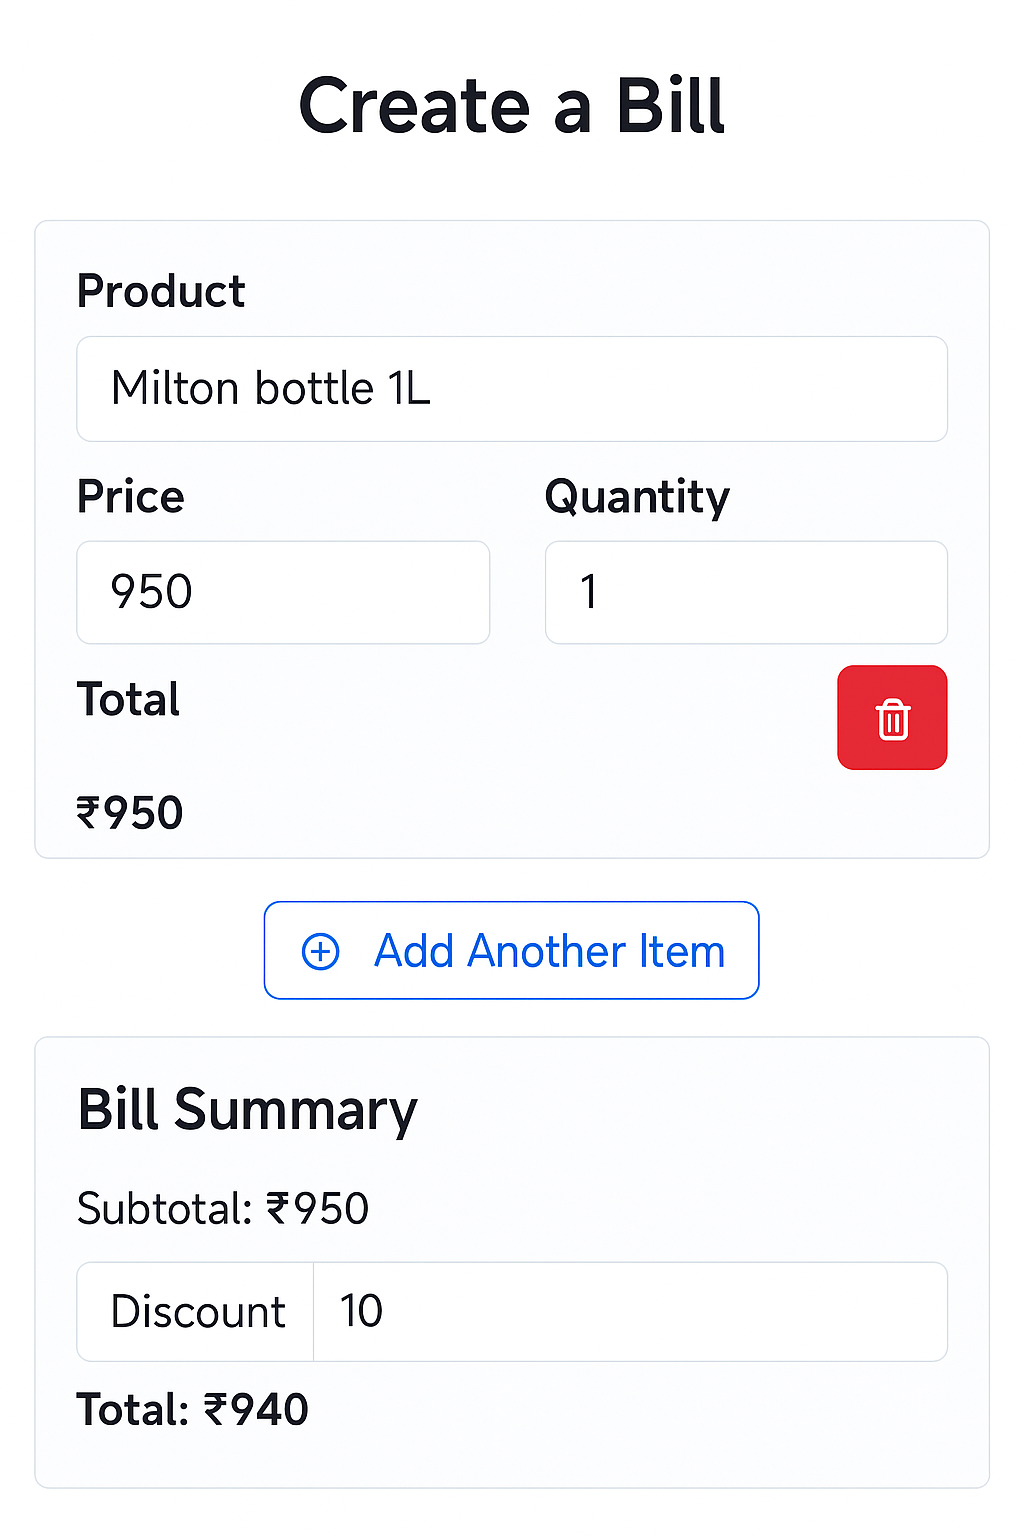 Create a Bill
Product
Milton bottle 1L
Price Quantity
950 1
Total
₹950
Add Another Item
Bill Summary
Subtotal: ₹950
Discount 10
Total: ₹940